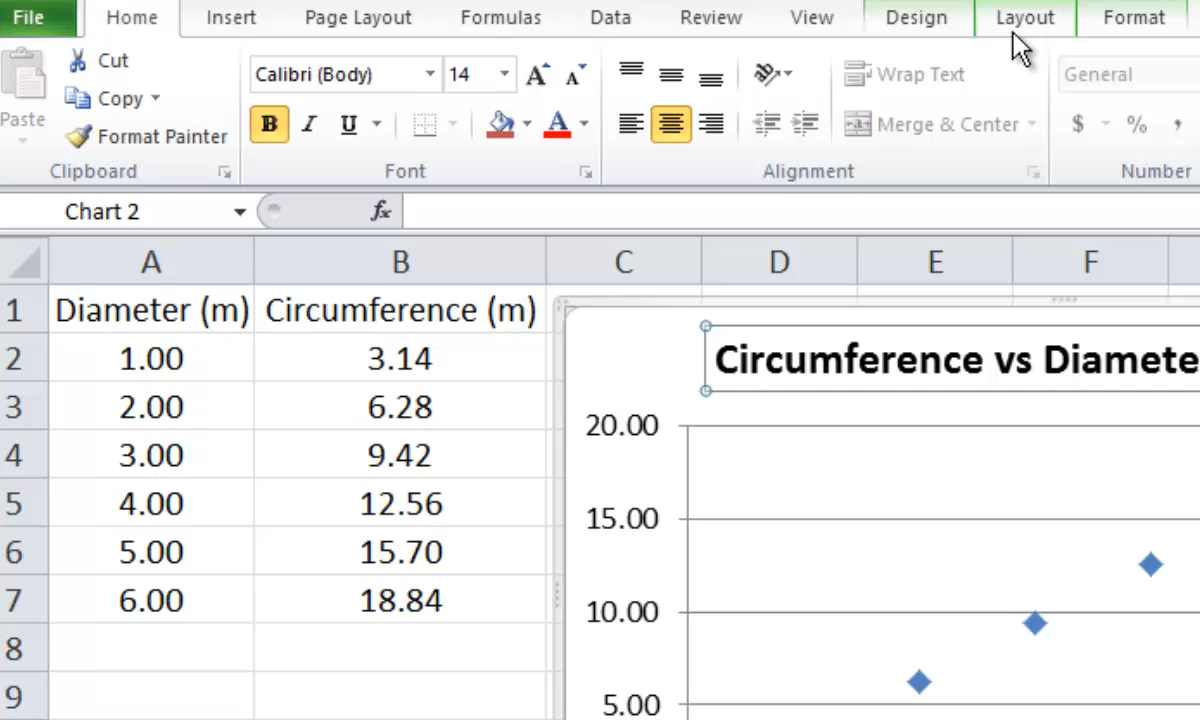 File Home Insert Page Layout Formulas Data Review View Design Layout Format
Cut
Calibri (Body) 14 A A Wrap Text General
Copy
Paste
B I U A Merge & Center $ % ,
Format Painter
Clipboard Font Alignment Number
Chart 2 fx
A B C D E F
1 Diameter (m) Circumference (m)
2 1.00 3.14
Circumference vs Diamete
3 2.00 6.28
20.00
4 3.00 9.42
5 4.00 12.56
15.00
6 5.00 15.70
7 6.00 18.84
10.00
8
9
5.00